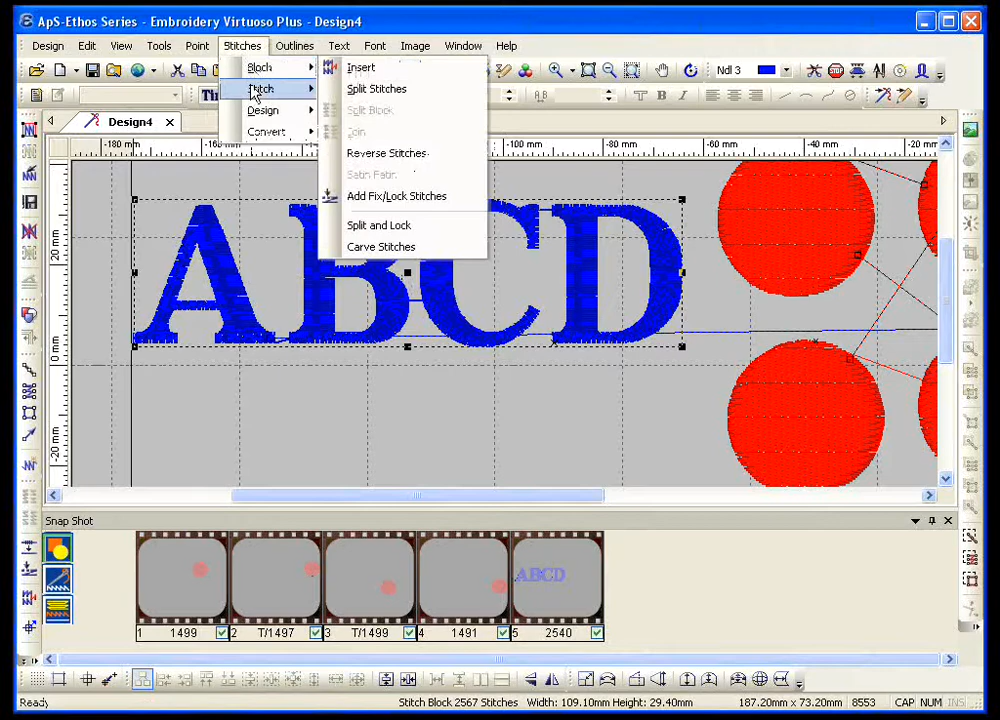 ApS-Ethos Series - Embroidery Virtuoso Plus - Design4
Design Edit View Tools Point Stitches Outlines Text Font Image Window Help
Ndl 3
Block
Stitch
Design
Convert
Insert
Split Stitches
Split Block
Join
Reverse Stitches
Satin Patrn.
Add Fix/Lock Stitches
Split and Lock
Carve Stitches
Design4
-180 mm -100 mm -80 mm -60 mm -40 mm -20 mm
20 mm
0 mm
-20 mm
ABCD
Snap Shot
ABCD
1 1499 2 T/1497 3 T/1499 4 1491 5 2540
Ready Stitch Block 2567 Stitches Width: 109.10mm Height: 29.40mm 187.20mm x 73.20mm 8553 CAP NUM INS